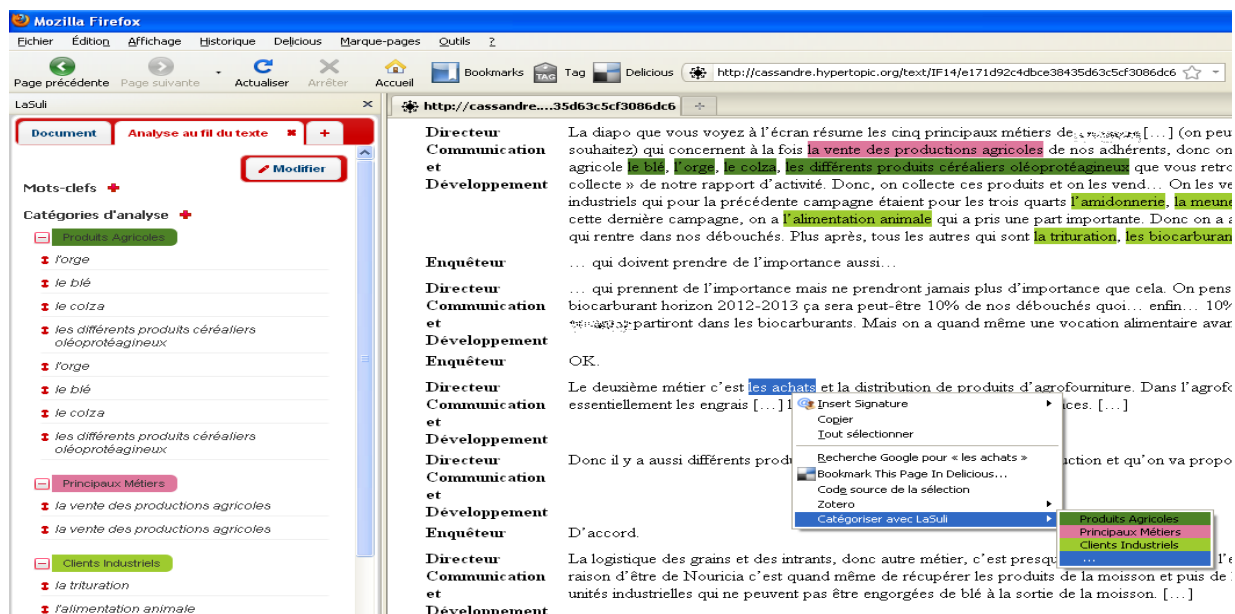 Mozilla Firefox
Eichier Édition Affichage Historique Delicious Marque-pages Outils ?
Page précédente Page suivante Actualiser Arrêter Accueil Bookmarks TAG Tag Delicious http://cassandre.hypertopic.org/text/IF14/e171d92c4dbce38435d63c5cf3086dc6
LaSuli
http://cassandre....35d63c5cf3086dc6
Document Analyse au fil du texte
Modifier
Mots-clefs
Catégories d'analyse
Produits Agricoles
l'orge
le blé
le colza
les différents produits céréaliers
oléoprotéagineux
l'orge
le blé
le colza
les différents produits céréaliers
oléoprotéagineux
Principaux Métiers
la vente des productions agricoles
la vente des productions agricoles
Clients Industriels
la trituration
l'alimentation animale
Directeur La diapo que vous voyez à l'écran résume les cinq principaux métiers de [...] (on peu
Communication souhaitez) qui concernent à la fois la vente des productions agricoles de nos adhérents, donc on
et agricole le blé, l'orge, le colza, les différents produits céréaliers oléoprotéagineux que vous retro
Développement collecte » de notre rapport d'activité. Donc, on collecte ces produits et on les vend... On les ve
industriels qui pour la précédente campagne étaient pour les trois quarts l'amidonnerie, la meune
cette dernière campagne, on a l'alimentation animale qui a pris une part importante. Donc on a a
qui rentre dans nos débouchés. Plus après, tous les autres qui sont la trituration, les biocarburan
Enquêteur ... qui doivent prendre de l'importance aussi...
Directeur ... qui prennent de l'importance mais ne prendront jamais plus d'importance que cela. On pens
Communication biocarburant horizon 2012-2013 ça sera peut-être 10% de nos débouchés quoi... enfin... 10%
et partiront dans les biocarburants. Mais on a quand même une vocation alimentaire avan
Développement
Enquêteur OK.
Directeur Le deuxième métier c'est les achats et la distribution de produits d'agrofourniture. Dans l'agrofo
Communication essentiellement les engrais [...] l ices. [...]
et
Développement
Directeur Donc il y a aussi différents produ uction et qu'on va propo
Communication
et
Développement
Enquêteur D'accord.
Directeur La logistique des grains et des intrants, donc autre métier, c'est presqu l'e
Communication raison d'être de Nouricia c'est quand même de récupérer les produits de la moisson et puis de
et unités industrielles qui ne peuvent pas être engorgées de blé à la sortie de la moisson. [...]
Développement
Insert Signature
Copier
Tout sélectionner
Recherche Google pour « les achats »
Bookmark This Page In Delicious...
Code source de la sélection
Zotero
Catégoriser avec LaSuli
Produits Agricoles
Principaux Métiers
Clients Industriels
...